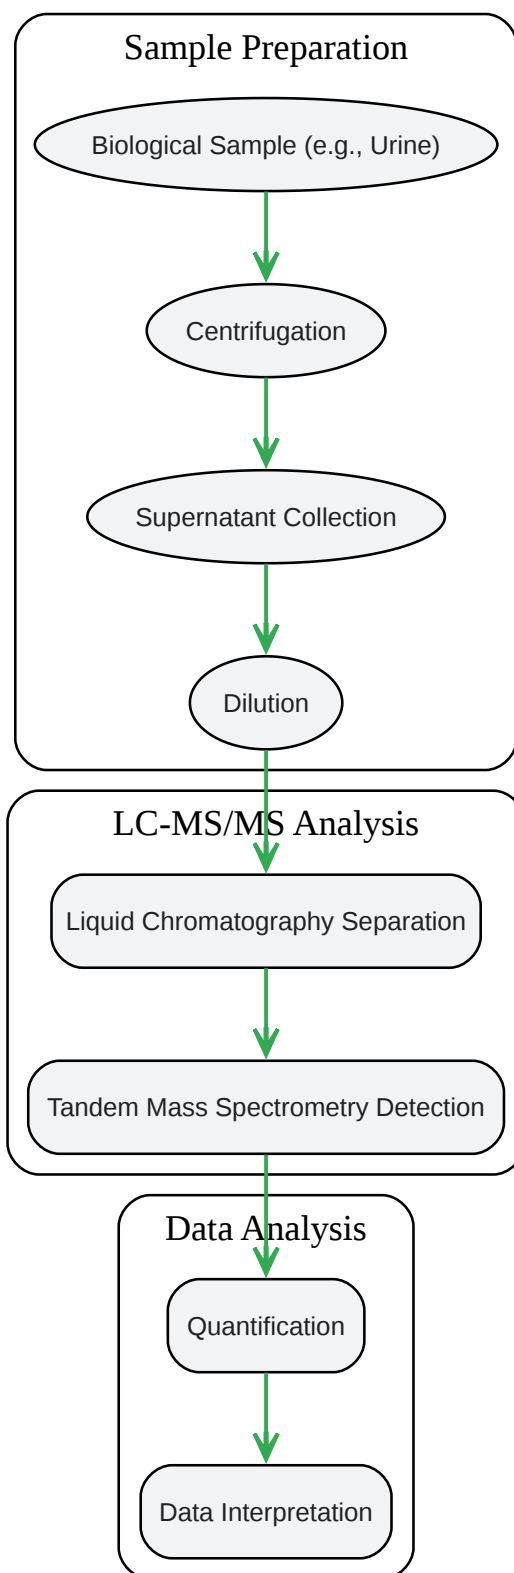 Sample Preparation
Biological Sample (e.g., Urine)
Centrifugation
Supernatant Collection
Dilution
LC-MS/MS Analysis
Liquid Chromatography Separation
Tandem Mass Spectrometry Detection
Data Analysis
Quantification
Data Interpretation